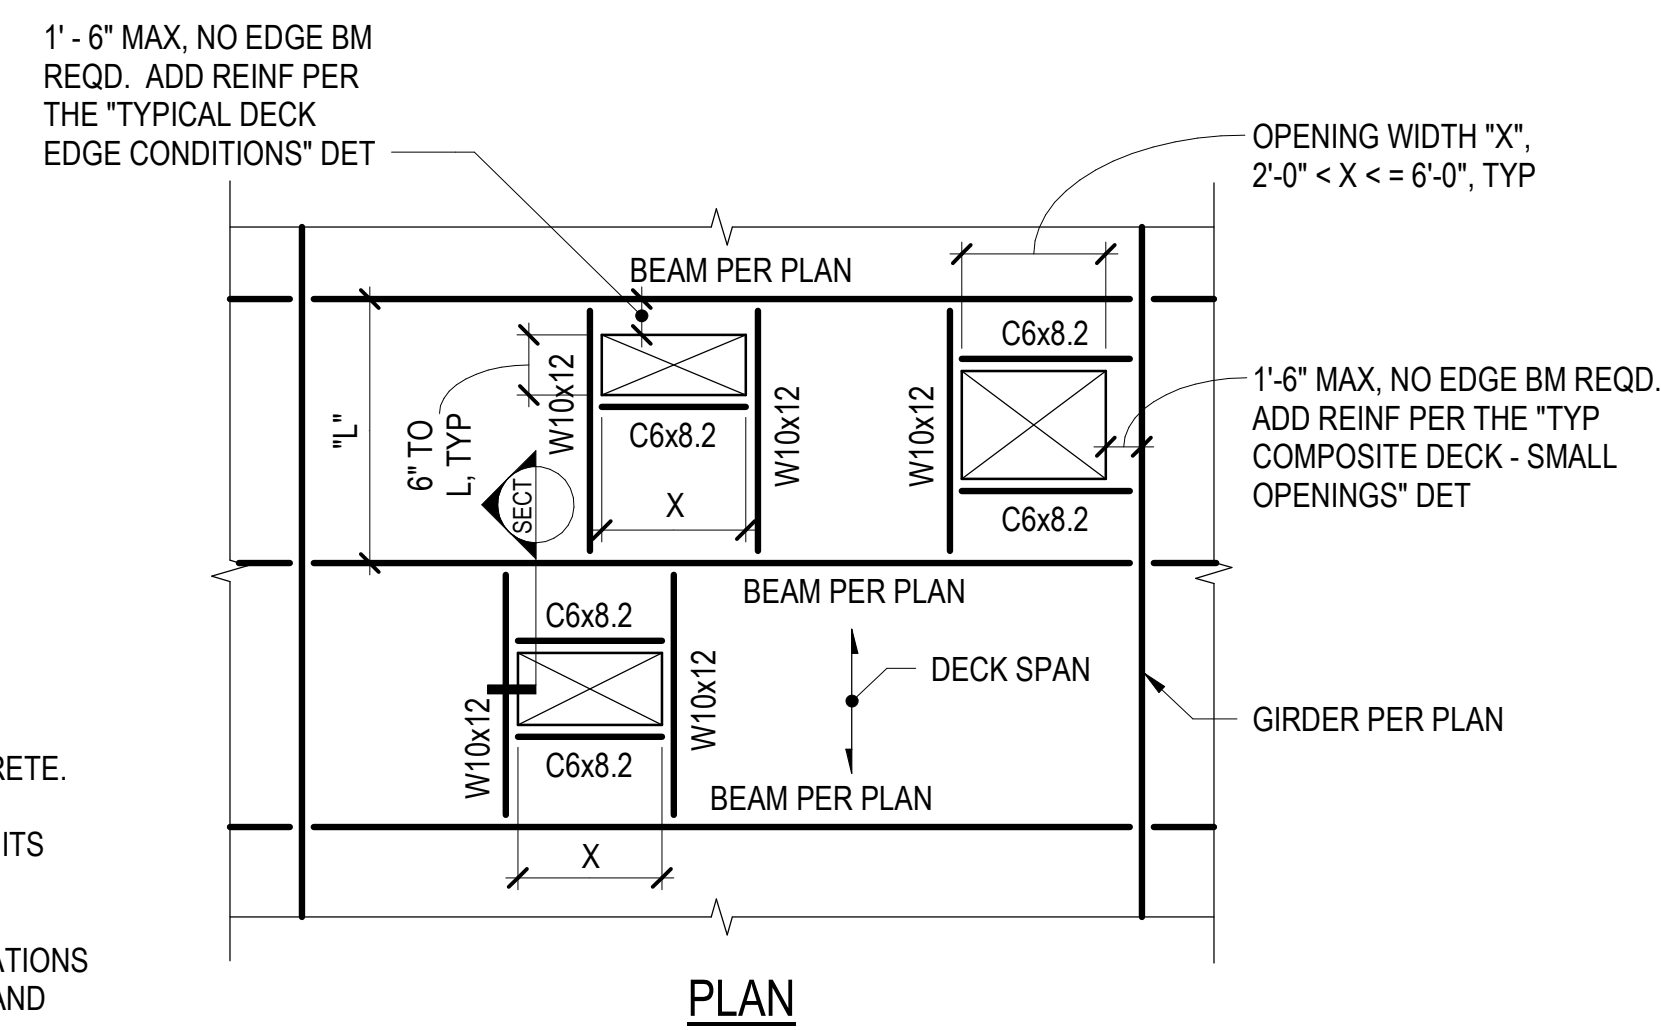 1' - 6" MAX, NO EDGE BM
REQD. ADD REINF PER
THE "TYPICAL DECK
EDGE CONDITIONS" DET
OPENING WIDTH "X",
2'-0" < X < = 6'-0", TYP
BEAM PER PLAN
C6x8.2
"L"
6" TO
L, TYP
W10x12
C6x8.2
W10x12
W10x12
1'-6" MAX, NO EDGE BM REQD.
ADD REINF PER THE "TYP
COMPOSITE DECK - SMALL
OPENINGS" DET
SECT
X
C6x8.2
BEAM PER PLAN
C6x8.2
W10x12
W10x12
DECK SPAN
GIRDER PER PLAN
C6x8.2
BEAM PER PLAN
X
RETE.
ITS
ATIONS
AND
PLAN